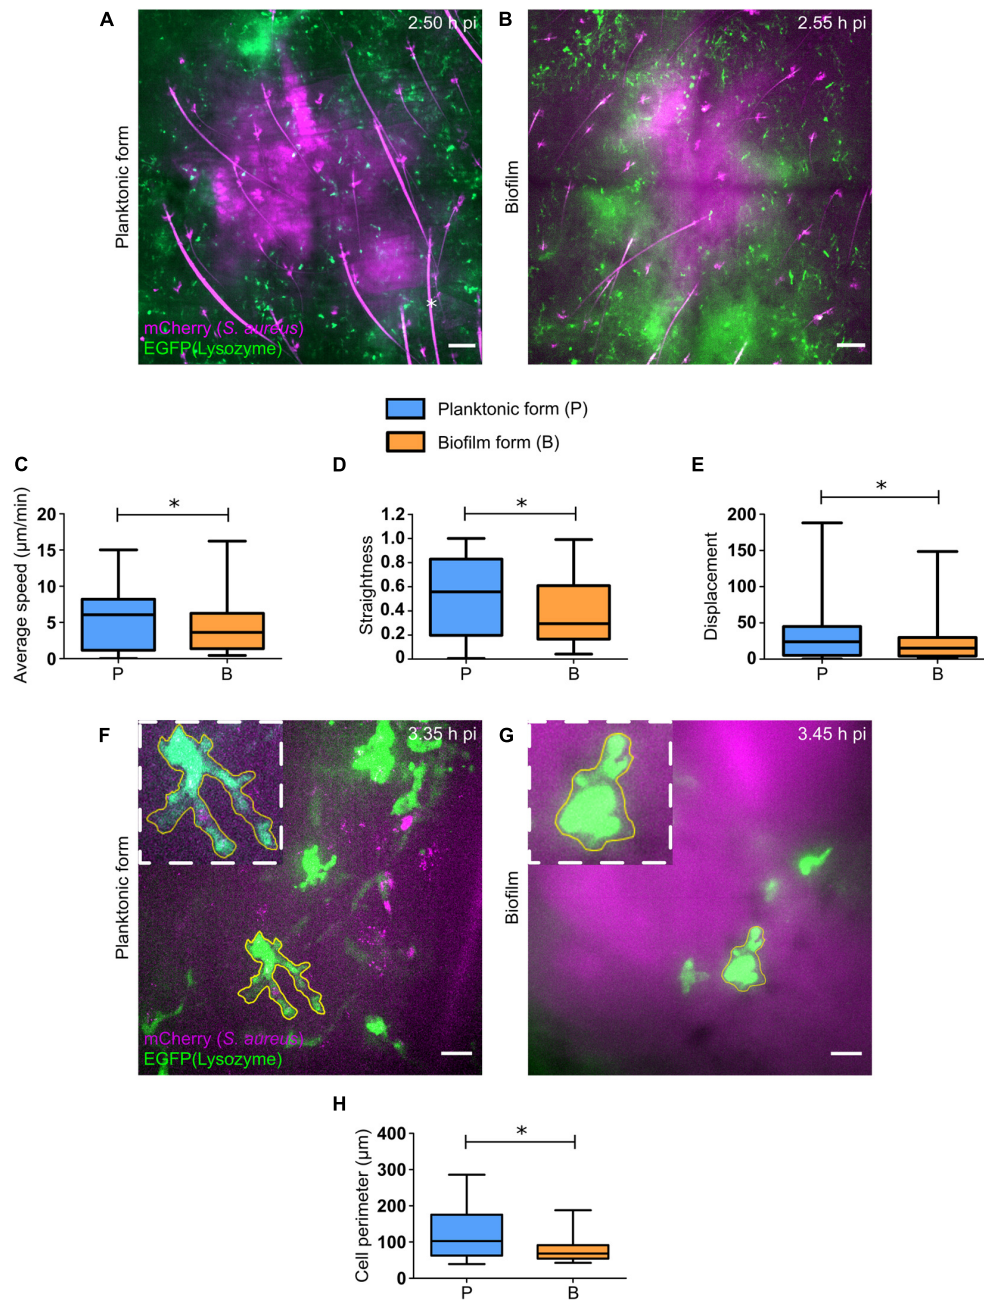 A
2.50 h pi
Planktonic form
*
mCherry (S. aureus)
EGFP(Lysozyme)
B
2.55 h pi
Biofilm
Planktonic form (P)
Biofilm form (B)
C
Average speed (µm/min)
20
15
10
5
0
*
P
B
D
Straightness
1.2
1.0
0.8
0.6
0.4
0.2
0
*
P
B
E
Displacement
200
150
100
50
0
*
P
B
F
3.35 h pi
Planktonic form
mCherry (S. aureus)
EGFP(Lysozyme)
G
3.45 h pi
Biofilm
H
Cell perimeter (µm)
400
300
200
100
0
*
P
B